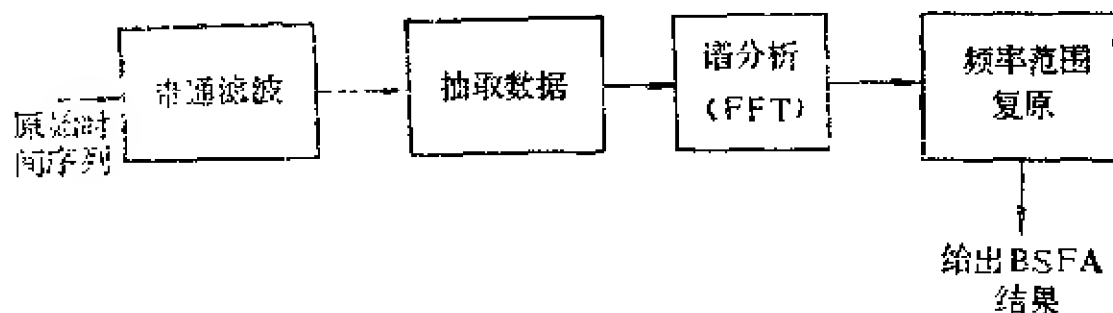 原始时
间序列
带通滤波
抽取数据
谱分析
(FFT)
频率范围
复原
给出BSFA
结果